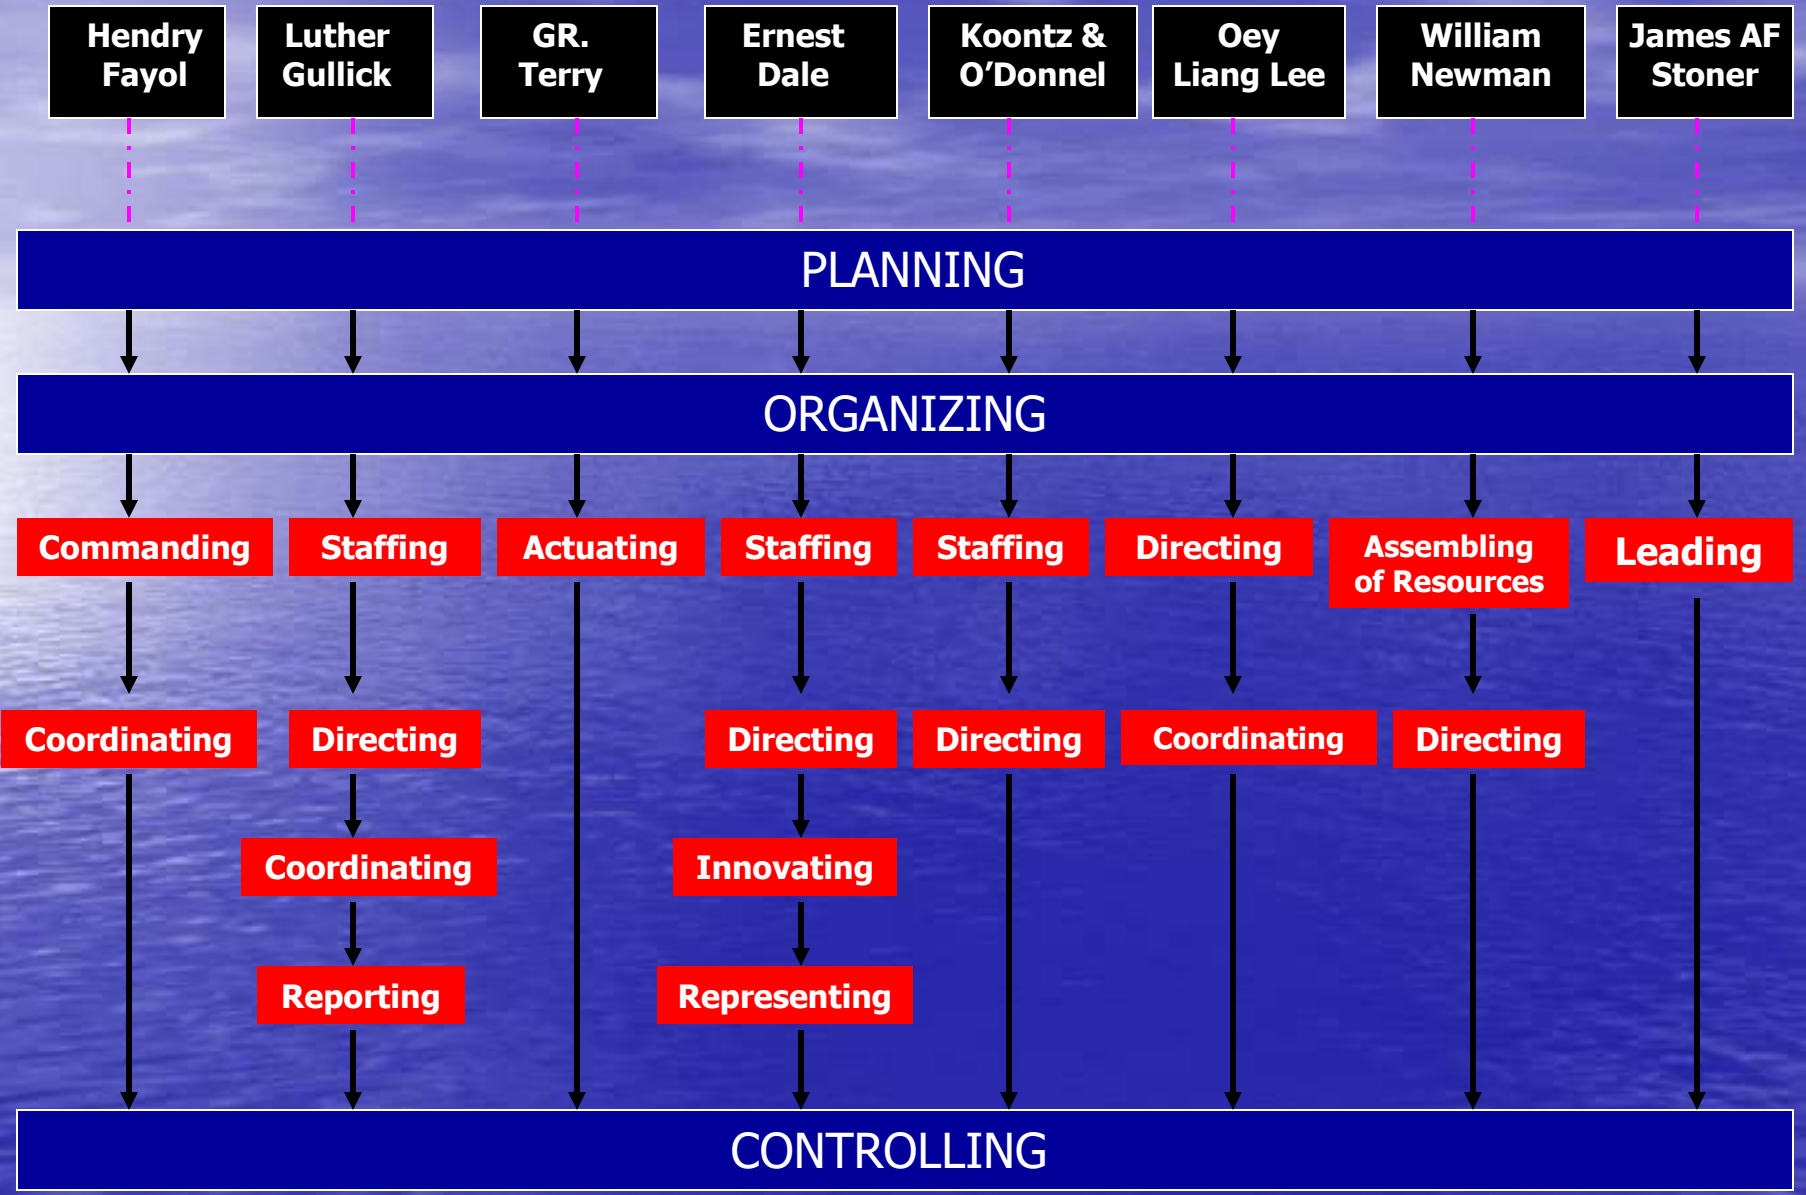 Hendry
Fayol
Luther
Gullick
GR.
Terry
Ernest
Dale
Koontz &
O’Donnel
Oey
Liang Lee
William
Newman
James AF
Stoner
PLANNING
ORGANIZING
Commanding
Staffing
Actuating
Staffing
Staffing
Directing
Assembling
of Resources
Leading
Coordinating
Directing
Directing
Directing
Coordinating
Directing
Coordinating
Innovating
Reporting
Representing
CONTROLLING